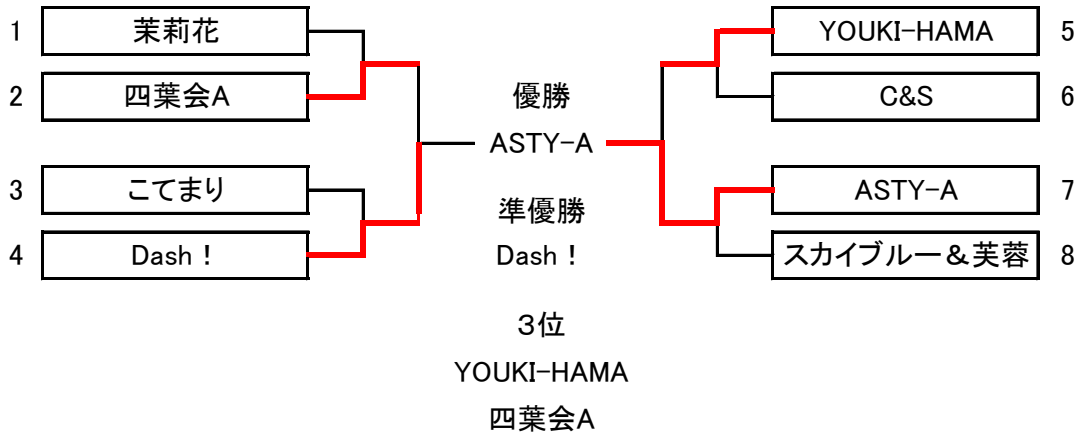 1 茉莉花
2 四葉会A
3 こてまり
4 Dash！
優勝
ASTY-A
準優勝
Dash！
3位
YOUKI-HAMA
四葉会A
YOUKI-HAMA 5
C&S 6
ASTY-A 7
スカイブルー＆芙蓉 8